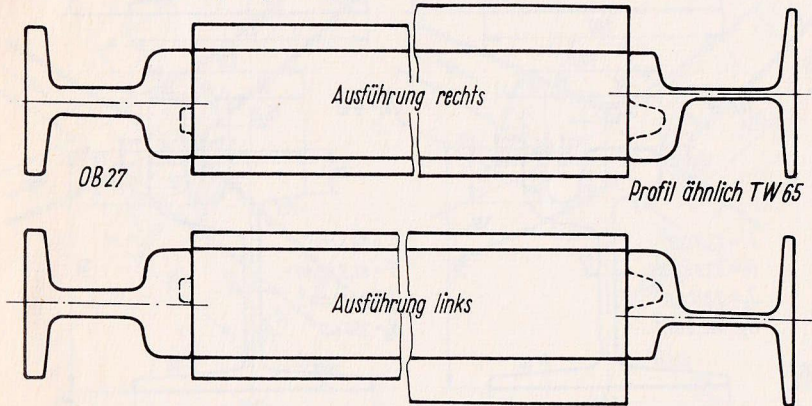 Ausführung rechts
OB 27
Profil ähnlich TW 65
Ausführung links